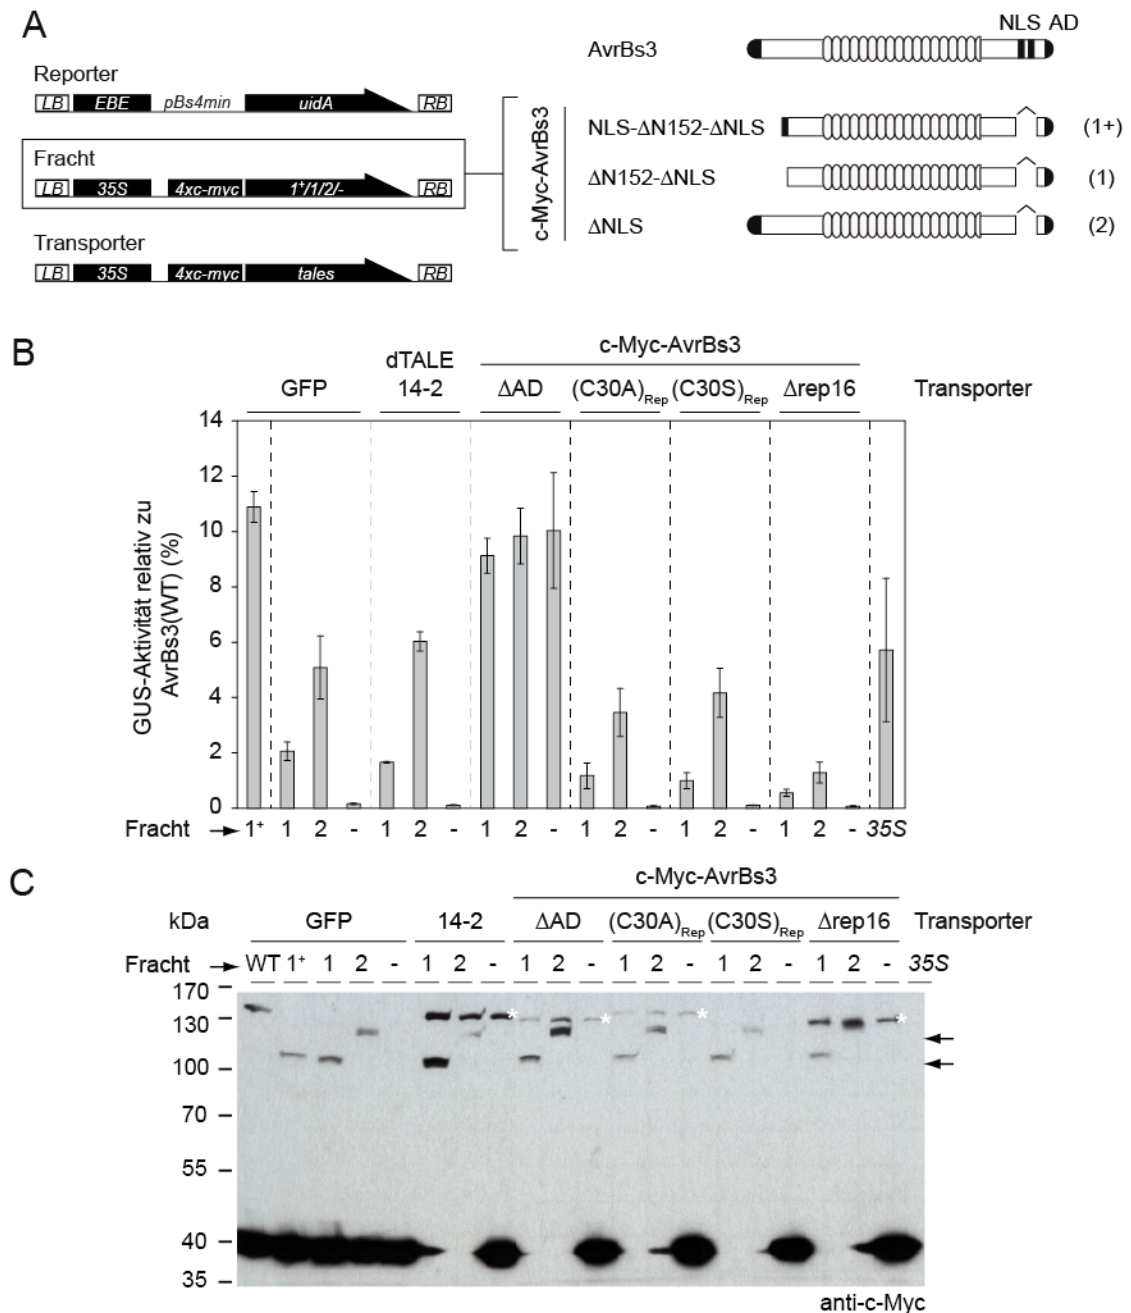 A
NLS AD
AvrBs3
Reporter
LB EBE pBs4min uidA RB
Fracht
LB 35S 4xc-myc 1+/1/2/- RB
Transporter
LB 35S 4xc-myc tales RB
c-Myc-AvrBs3
NLS-ΔN152-ΔNLS (1+)
ΔN152-ΔNLS (1)
ΔNLS (2)
B
c-Myc-AvrBs3
dTALE
GFP 14-2 ΔAD (C30A)Rep (C30S)Rep Δrep16 Transporter
GUS-Aktivität relativ zu
AvrBs3(WT) (%)
14
12
10
8
6
4
2
0
Fracht 1+ 1 2 - 1 2 - 1 2 - 1 2 - 1 2 - 1 2 - 35S
C
c-Myc-AvrBs3
kDa GFP 14-2 ΔAD (C30A)Rep (C30S)Rep Δrep16 Transporter
Fracht WT 1+ 1 2 - 1 2 - 1 2 - 1 2 - 1 2 - 1 2 - 35S
170
130
* * * *
100
70
55
40
35
anti-c-Myc